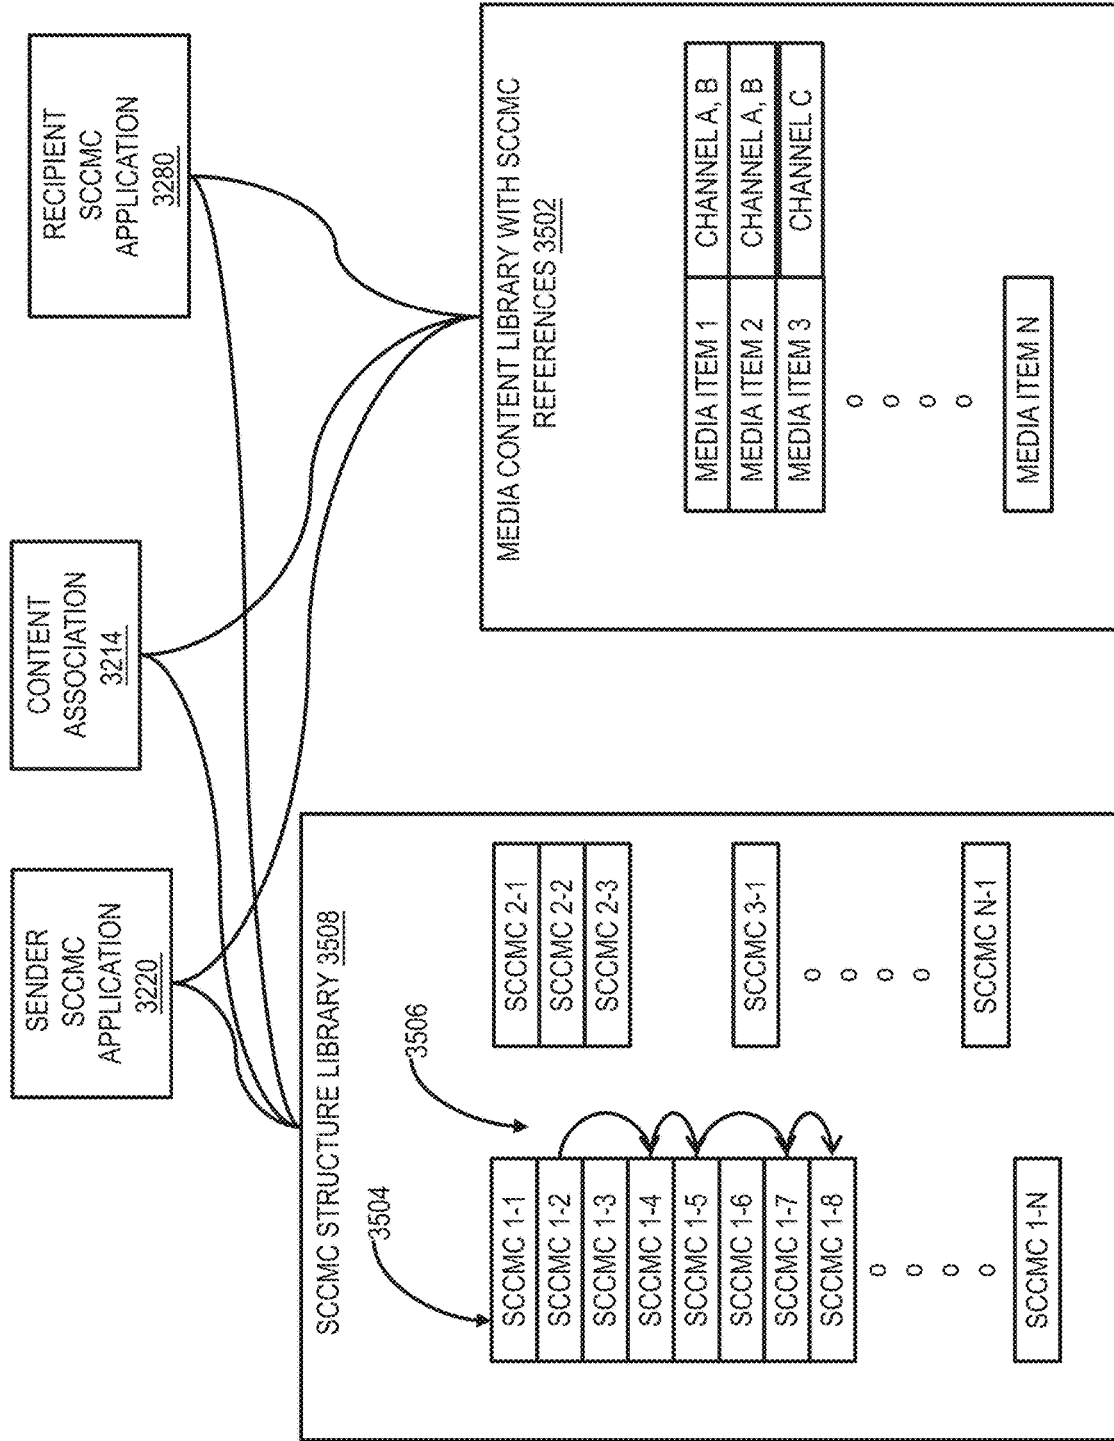 SENDER
SCCMC
APPLICATION
3220
CONTENT
ASSOCIATION
3214
RECIPIENT
SCCMC
APPLICATION
3280
SCCMC STRUCTURE LIBRARY 3508
3504
3506
SCCMC 1-1
SCCMC 1-2
SCCMC 1-3
SCCMC 1-4
SCCMC 1-5
SCCMC 1-6
SCCMC 1-7
SCCMC 1-8
SCCMC 1-N
SCCMC 2-1
SCCMC 2-2
SCCMC 2-3
SCCMC 3-1
SCCMC N-1
MEDIA CONTENT LIBRARY WITH SCCMC
REFERENCES 3502
MEDIA ITEM 1 CHANNEL A, B
MEDIA ITEM 2 CHANNEL A, B
MEDIA ITEM 3 CHANNEL C
MEDIA ITEM N